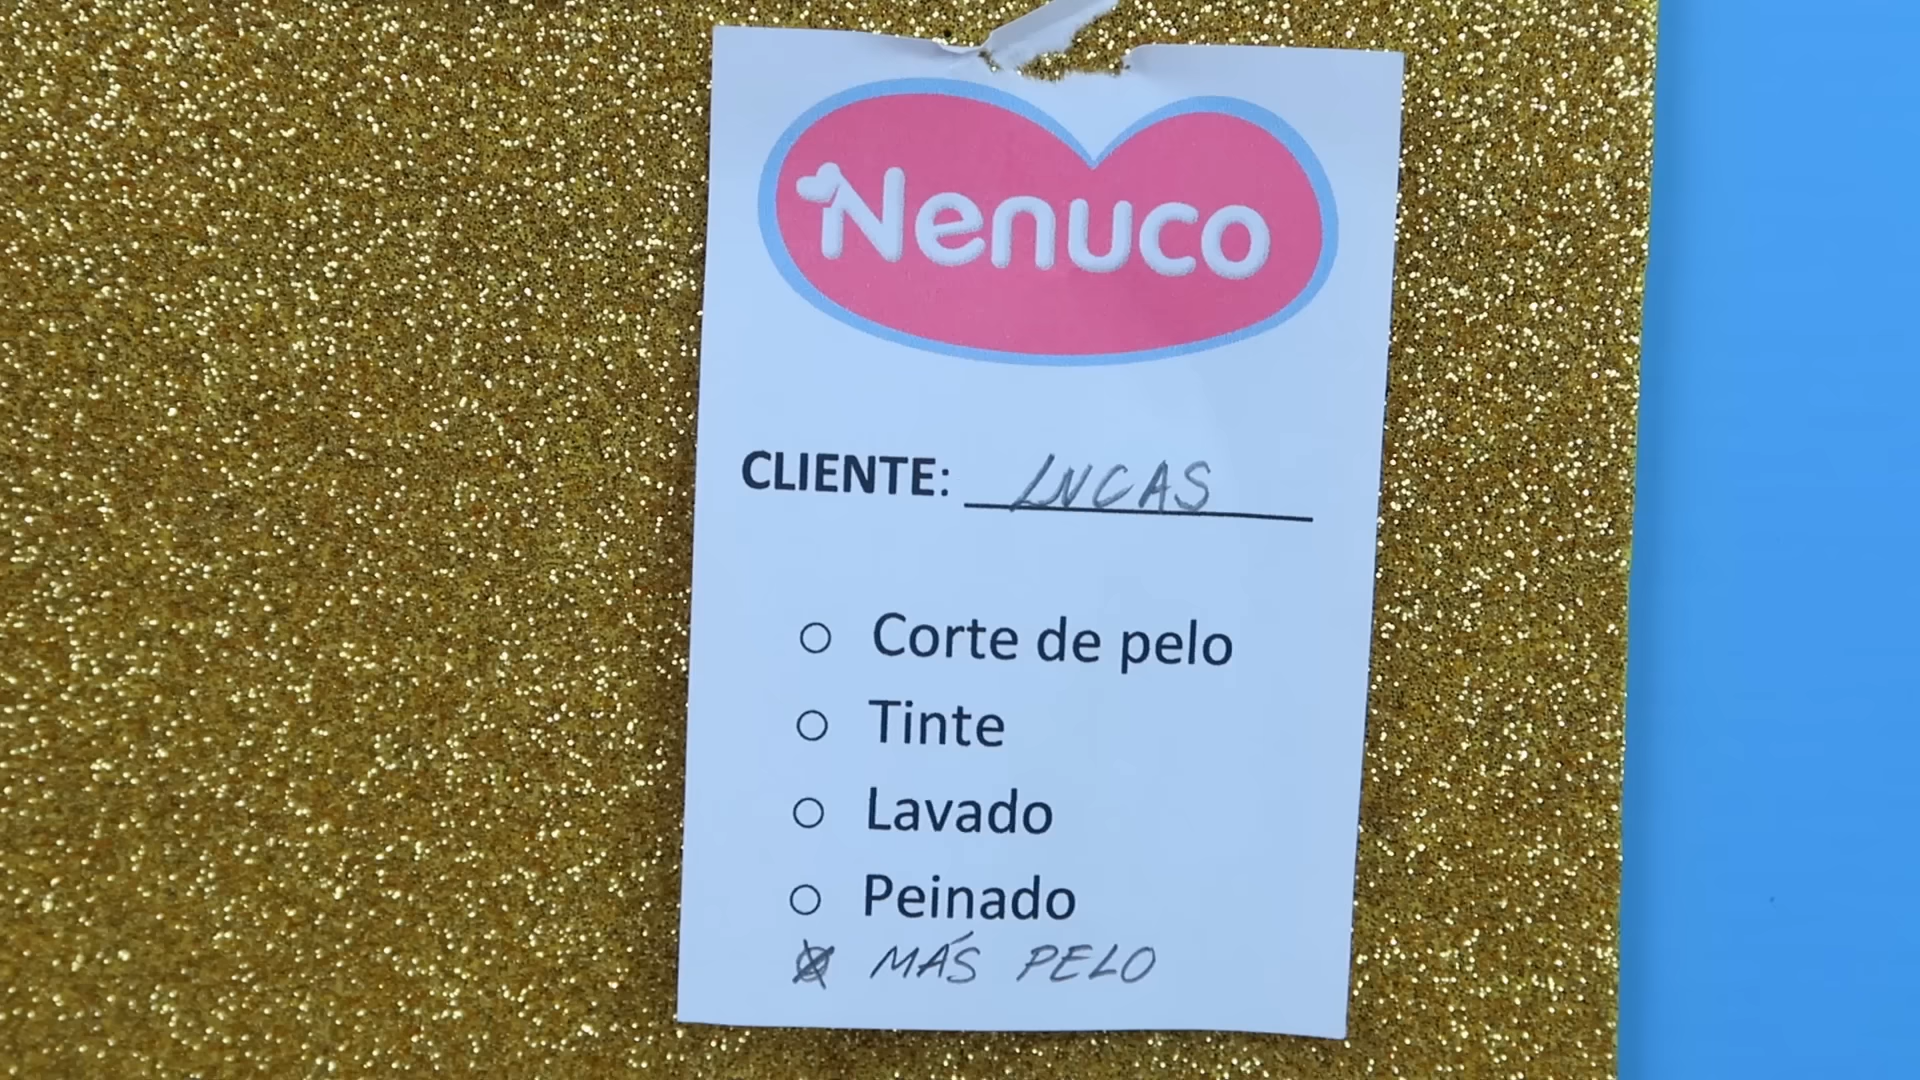 Nenuco
CLIENTE: LUCAS
Corte de pelo
Tinte
Lavado
Peinado
MÁS PELO